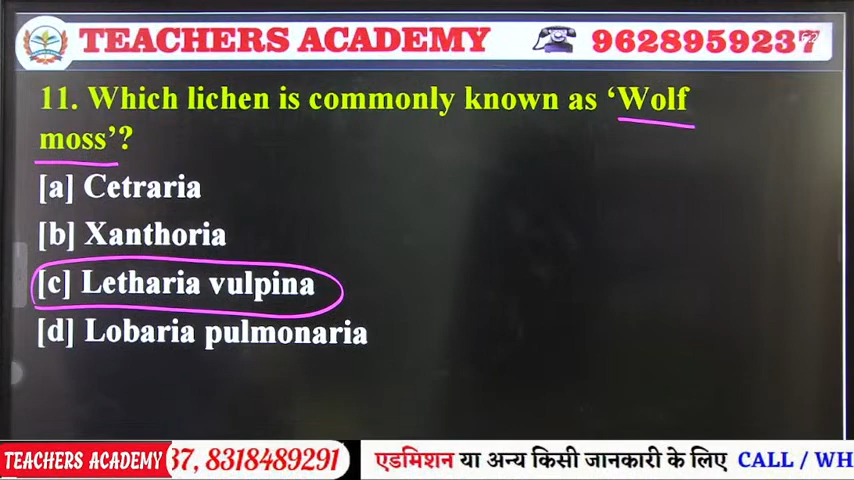 TEACHERS ACADEMY 9628959237
11. Which lichen is commonly known as ‘Wolf
moss’?
[a] Cetraria
[b] Xanthoria
[c] Letharia vulpina
[d] Lobaria pulmonaria
TEACHERS ACADEMY 37, 8318489291 एडमिशन या अन्य किसी जानकारी के लिए CALL / WH